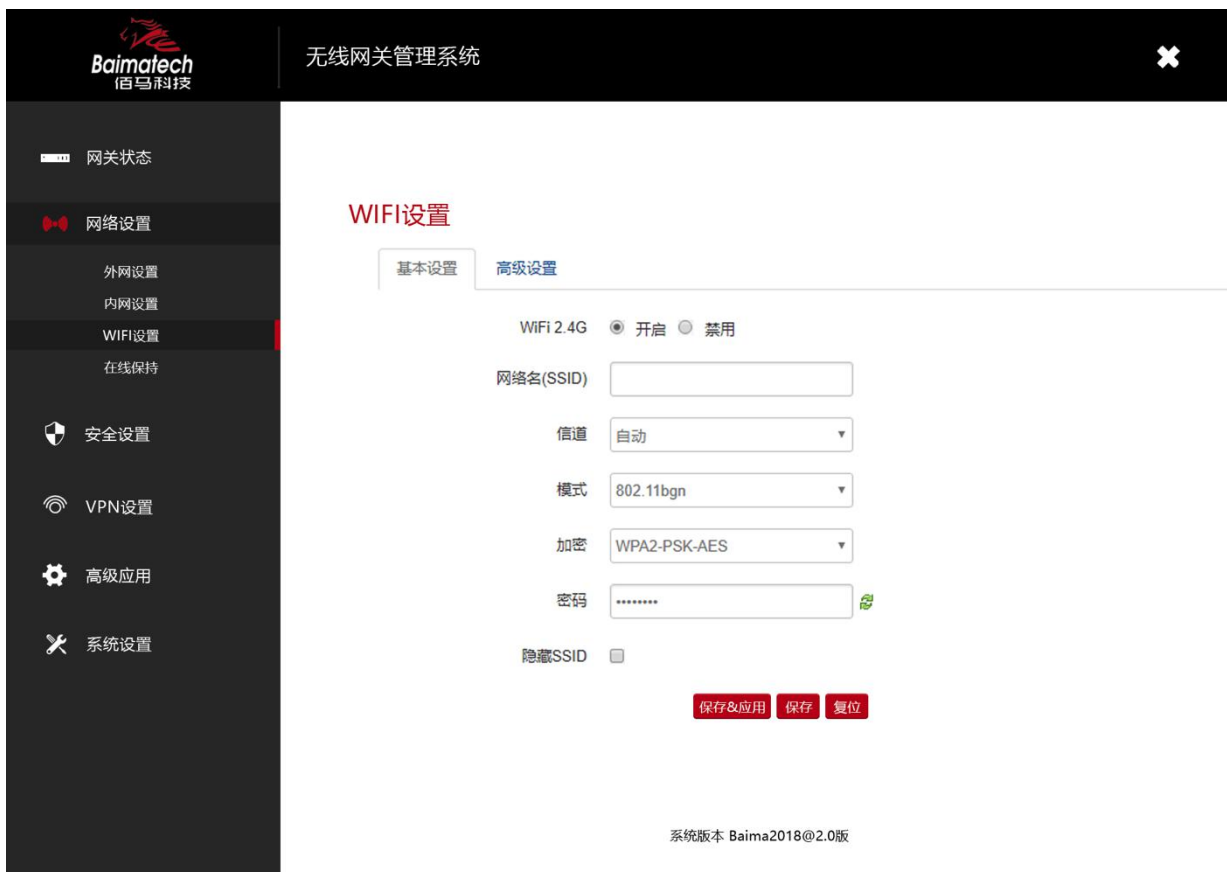 Baimatech
佰马科技
无线网关管理系统
网关状态
网络设置
外网设置
内网设置
WIFI设置
在线保持
安全设置
VPN设置
高级应用
系统设置
WIFI设置
基本设置 高级设置
WiFi 2.4G 开启 禁用
网络名(SSID)
信道 自动
模式 802.11bgn
加密 WPA2-PSK-AES
密码 ••••••••
隐藏SSID
保存&应用 保存 复位
系统版本 Baima2018@2.0版